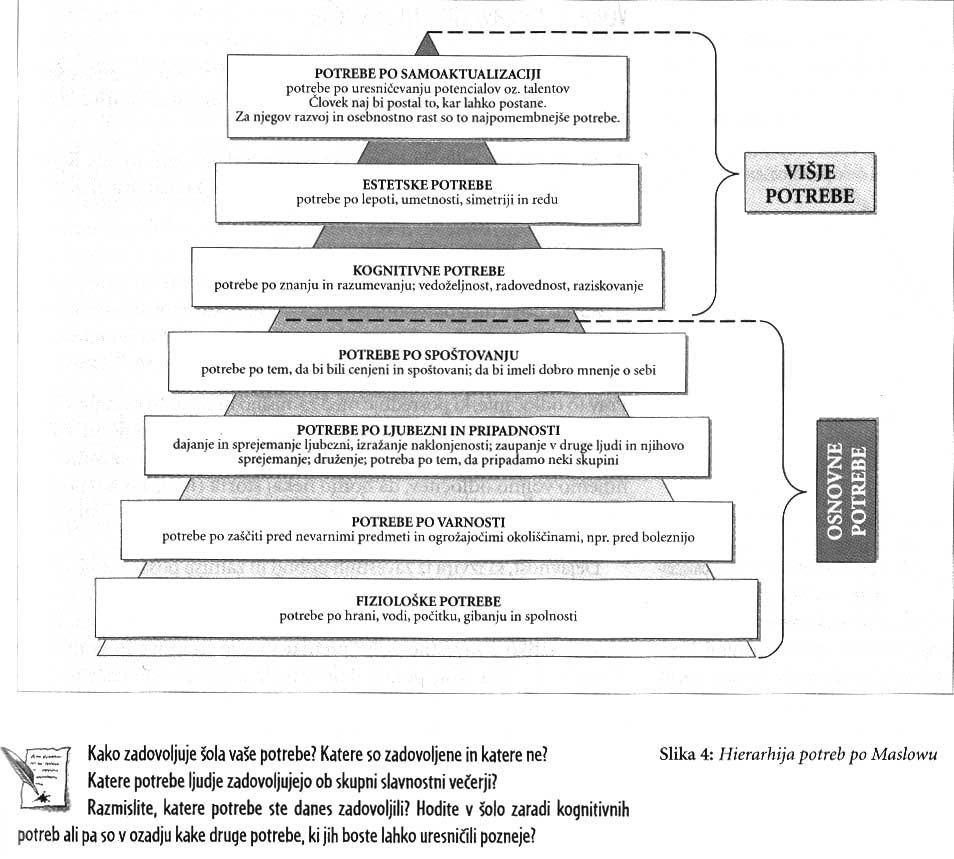 POTREBE PO SAMOAKTUALIZACIJI
potrebe po uresničevanju potencialov oz. talentov
Človek naj bi postal to, kar lahko postane.
Za njegov razvoj in osebnostno rast so to najpomembnejše potrebe.
ESTETSKE POTREBE
potrebe po lepoti, umetnosti, simetriji in redu
KOGNITIVNE POTREBE
potrebe po znanju in razumevanju; vedoželjnost, radovednost, raziskovanje
VIŠJE
POTREBE
POTREBE PO SPOŠTOVANJU
potrebe po tem, da bi bili cenjeni in spoštovani; da bi imeli dobro mnenje o sebi
POTREBE PO LJUBEZNI IN PRIPADNOSTI
dajanje in sprejemanje ljubezni, izražanje naklonjenosti; zaupanje v druge ljudi in njihovo
sprejemanje; druženje; potreba po tem, da pripadamo neki skupini
POTREBE PO VARNOSTI
potrebe po zaščiti pred nevarnimi predmeti in ogrožajočimi okoliščinami, npr. pred boleznijo
FIZIOLOŠKE POTREBE
potrebe po hrani, vodi, počitku, gibanju in spolnosti
OSNOVNE
POTREBE
Kako zadovoljuje šola vaše potrebe? Katere so zadovoljene in katere ne?
Katere potrebe ljudje zadovoljujejo ob skupni slavnostni večerji?
Razmislite, katere potrebe ste danes zadovoljili? Hodite v šolo zaradi kognitivnih
potreb ali pa so v ozadju kake druge potrebe, ki jih boste lahko uresničili pozneje?
Slika 4: Hierarhija potreb po Maslowu